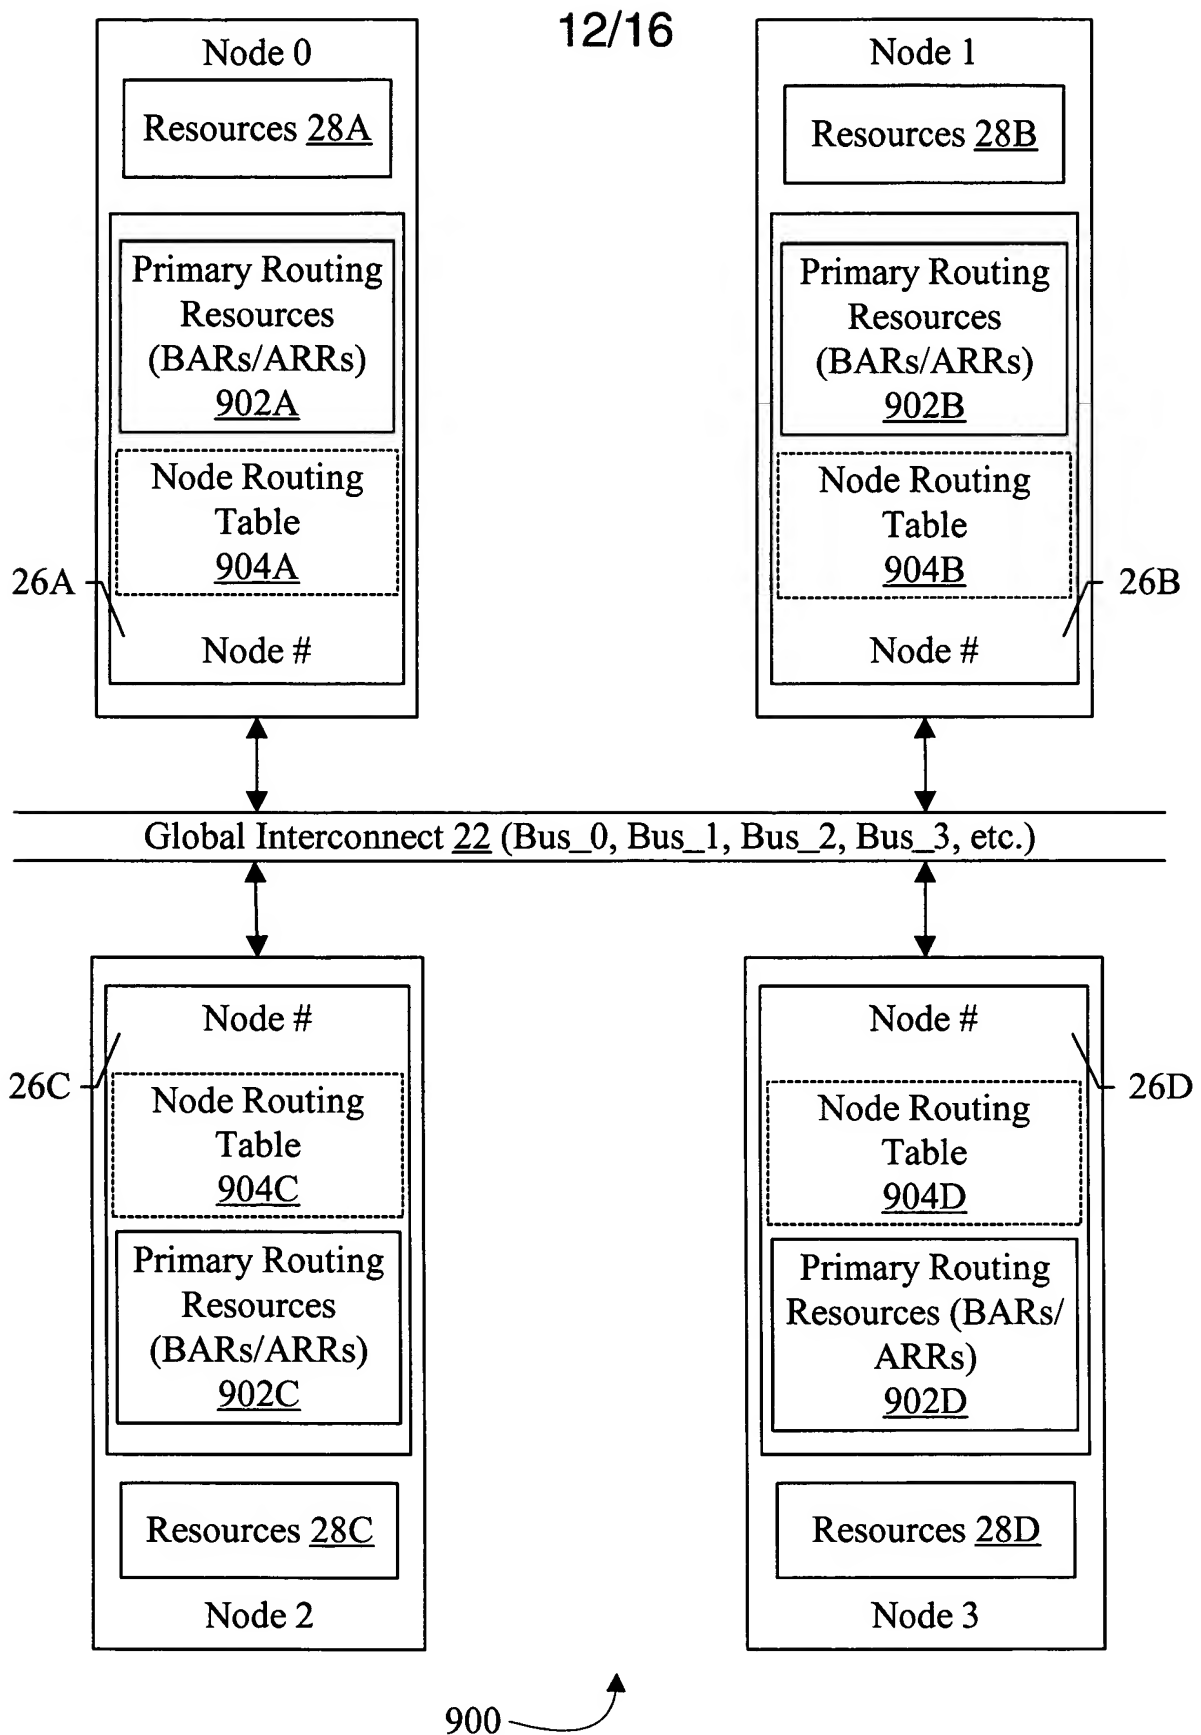 12/16
Node 0
Resources 28A
Primary Routing
Resources
(BARs/ARRs)
902A
Node Routing
Table
904A
26A
Node #
Node 1
Resources 28B
Primary Routing
Resources
(BARs/ARRs)
902B
Node Routing
Table
904B
26B
Node #
Global Interconnect 22 (Bus_0, Bus_1, Bus_2, Bus_3, etc.)
Node #
26C
Node Routing
Table
904C
Primary Routing
Resources
(BARs/ARRs)
902C
Resources 28C
Node 2
Node #
26D
Node Routing
Table
904D
Primary Routing
Resources (BARs/
ARRs)
902D
Resources 28D
Node 3
900